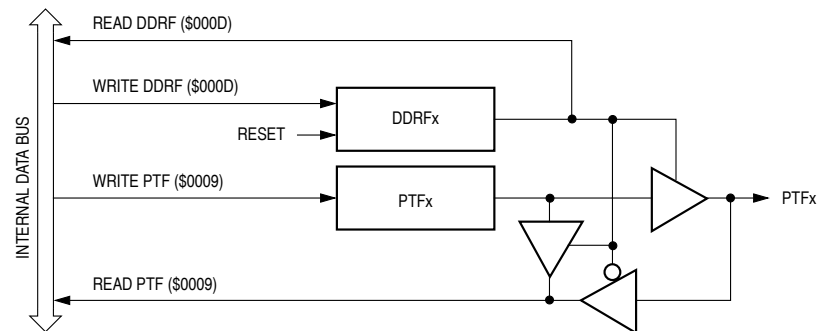 READ DDRF ($000D)
WRITE DDRF ($000D)
DDRFx
RESET
WRITE PTF ($0009)
PTFx
PTFx
READ PTF ($0009)
INTERNAL DATA BUS